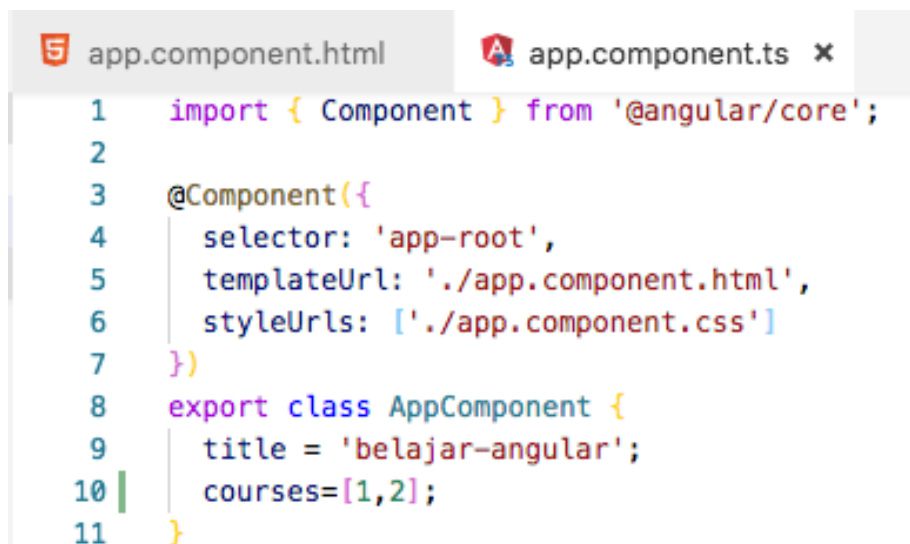 app.component.html app.component.ts ×
1 import { Component } from '@angular/core';
2
3 @Component({
4 selector: 'app-root',
5 templateUrl: './app.component.html',
6 styleUrls: ['./app.component.css']
7 })
8 export class AppComponent {
9 title = 'belajar-angular';
10 courses=[1,2];
11 }